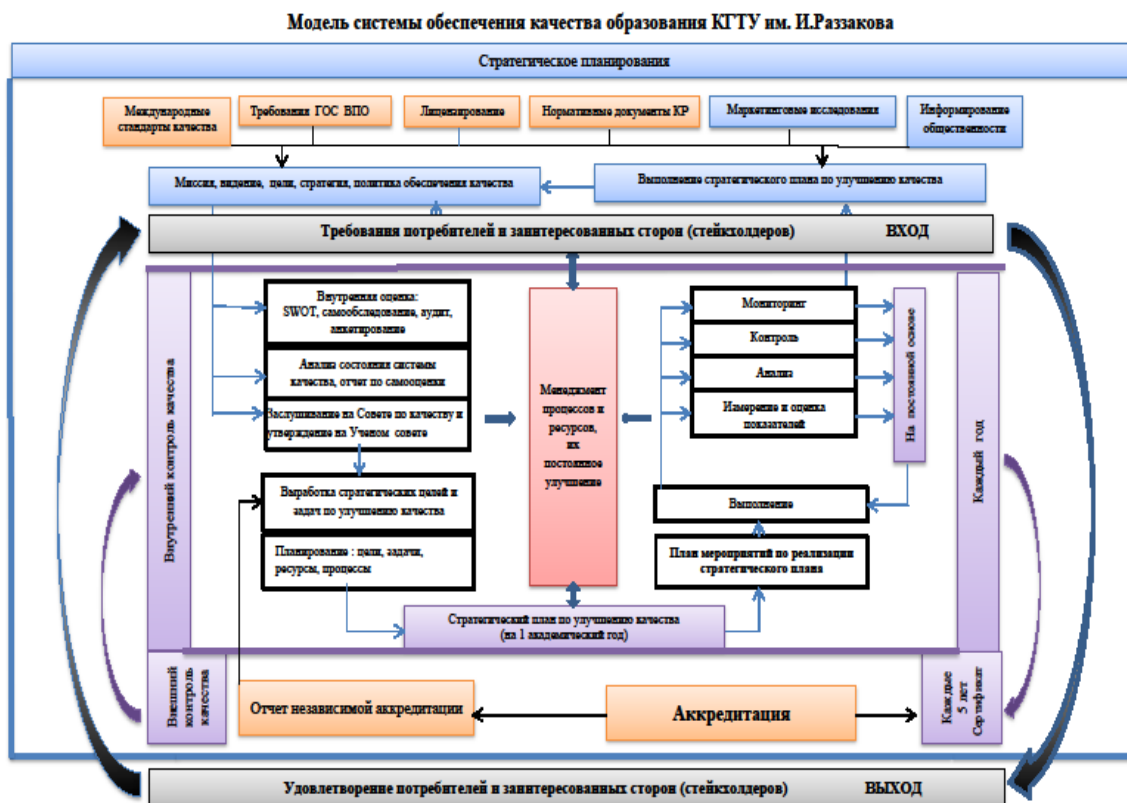 Модель системы обеспечения качества образования КГТУ им. И.Раззакова
Стратегическое планирования
Международные
стандарты качества
Требования ГОС ВПО
Лицензирование
Нормативные документы КР
Маркетинговые исследования
Информирование
общественности
Миссия, видение, цели, стратегия, политика обеспечения качества
Выполнение стратегического плана по улучшению качества
Требования потребителей и заинтересованных сторон (стейкхолдеров) ВХОД
Внутренний контроль качества
Внутренняя оценка:
SWOT, самообследование, аудит,
анкетирование
Анализ состояния системы
качества, отчет по самооценки
Заслушивание на Совете по качеству и
утверждение на Ученом совете
Выработка стратегических целей и
задач по улучшению качества
Планирование : цели, задачи,
ресурсы, процессы
Менеджмент
процессов и
ресурсов,
их
постоянное
улучшение
Мониторинг
Контроль
Анализ
Измерение и оценка
показателей
На постоянной основе
Каждый год
Выполнение
План мероприятий по реализации
стратегического плана
Стратегический план по улучшению качества
(на 1 академический год)
Внешний
контроль
качества
Отчет независимой аккредитации
Аккредитация
Каждые
5 лет
Сертификат
Удовлетворение потребителей и заинтересованных сторон (стейкхолдеров) ВЫХОД